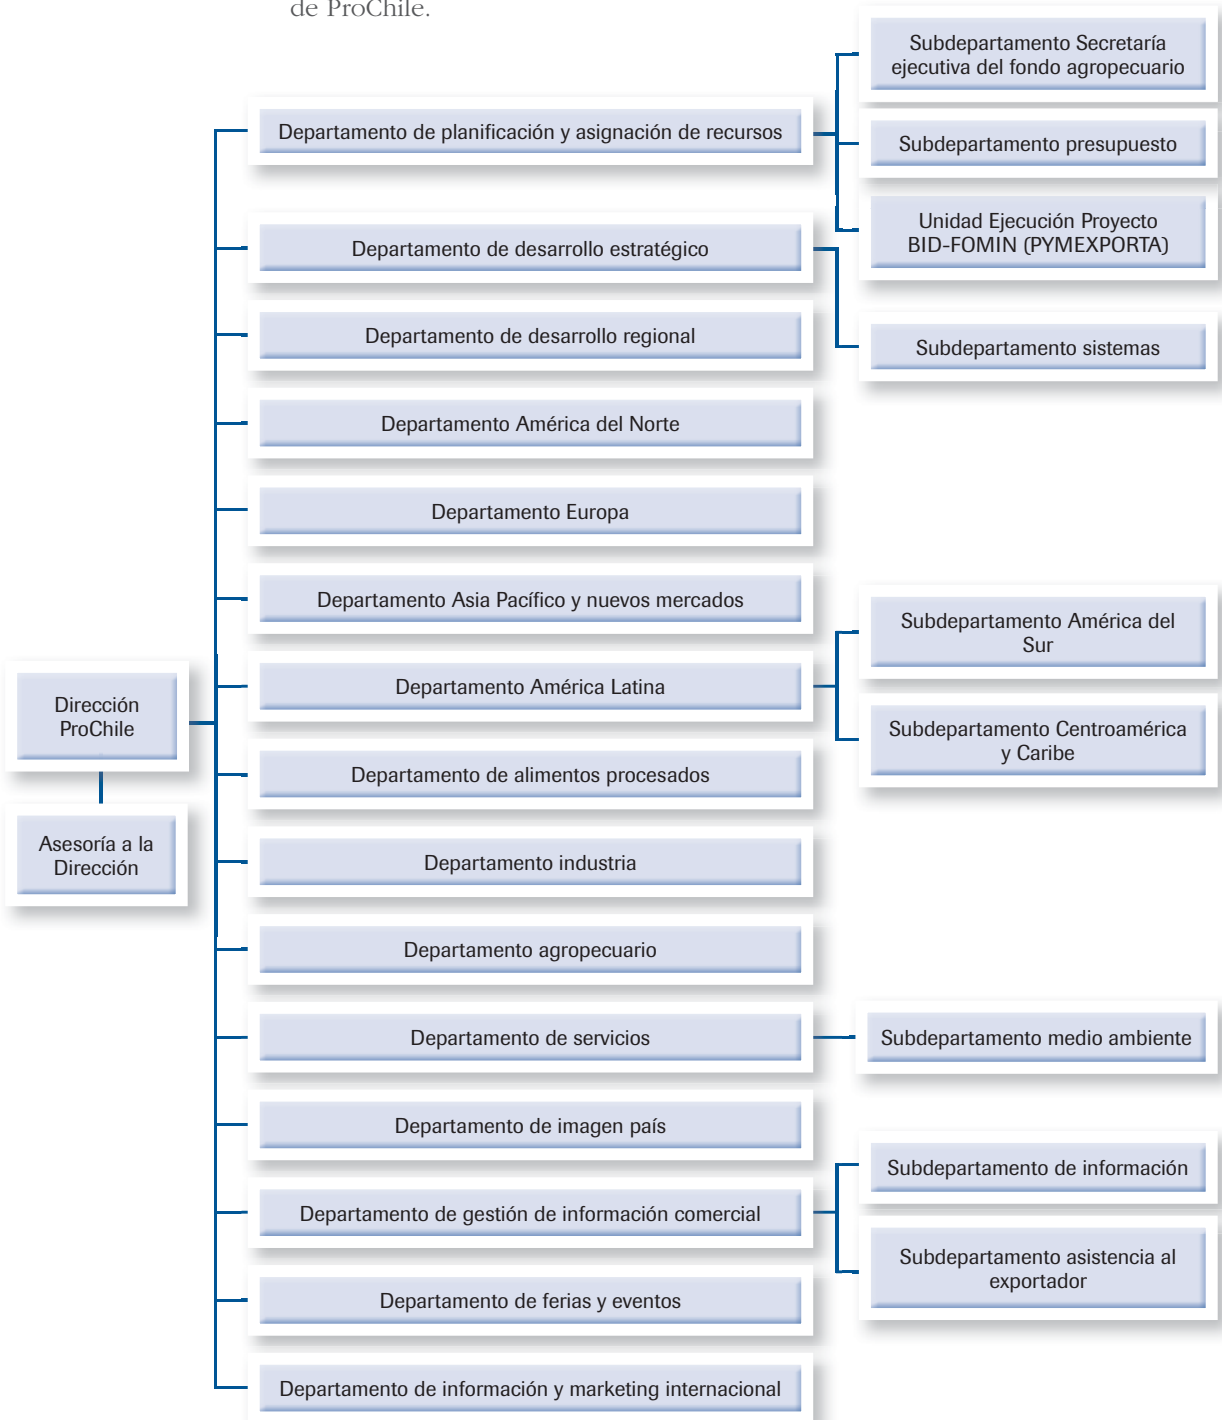 de ProChile.
Dirección
ProChile
Asesoría a la
Dirección
Departamento de planificación y asignación de recursos
Departamento de desarrollo estratégico
Departamento de desarrollo regional
Departamento América del Norte
Departamento Europa
Departamento Asia Pacífico y nuevos mercados
Departamento América Latina
Departamento de alimentos procesados
Departamento industria
Departamento agropecuario
Departamento de servicios
Departamento de imagen país
Departamento de gestión de información comercial
Departamento de ferias y eventos
Departamento de información y marketing internacional
Subdepartamento Secretaría
ejecutiva del fondo agropecuario
Subdepartamento presupuesto
Unidad Ejecución Proyecto
BID-FOMIN (PYMEXPORTA)
Subdepartamento sistemas
Subdepartamento América del
Sur
Subdepartamento Centroamérica
y Caribe
Subdepartamento medio ambiente
Subdepartamento de información
Subdepartamento asistencia al
exportador